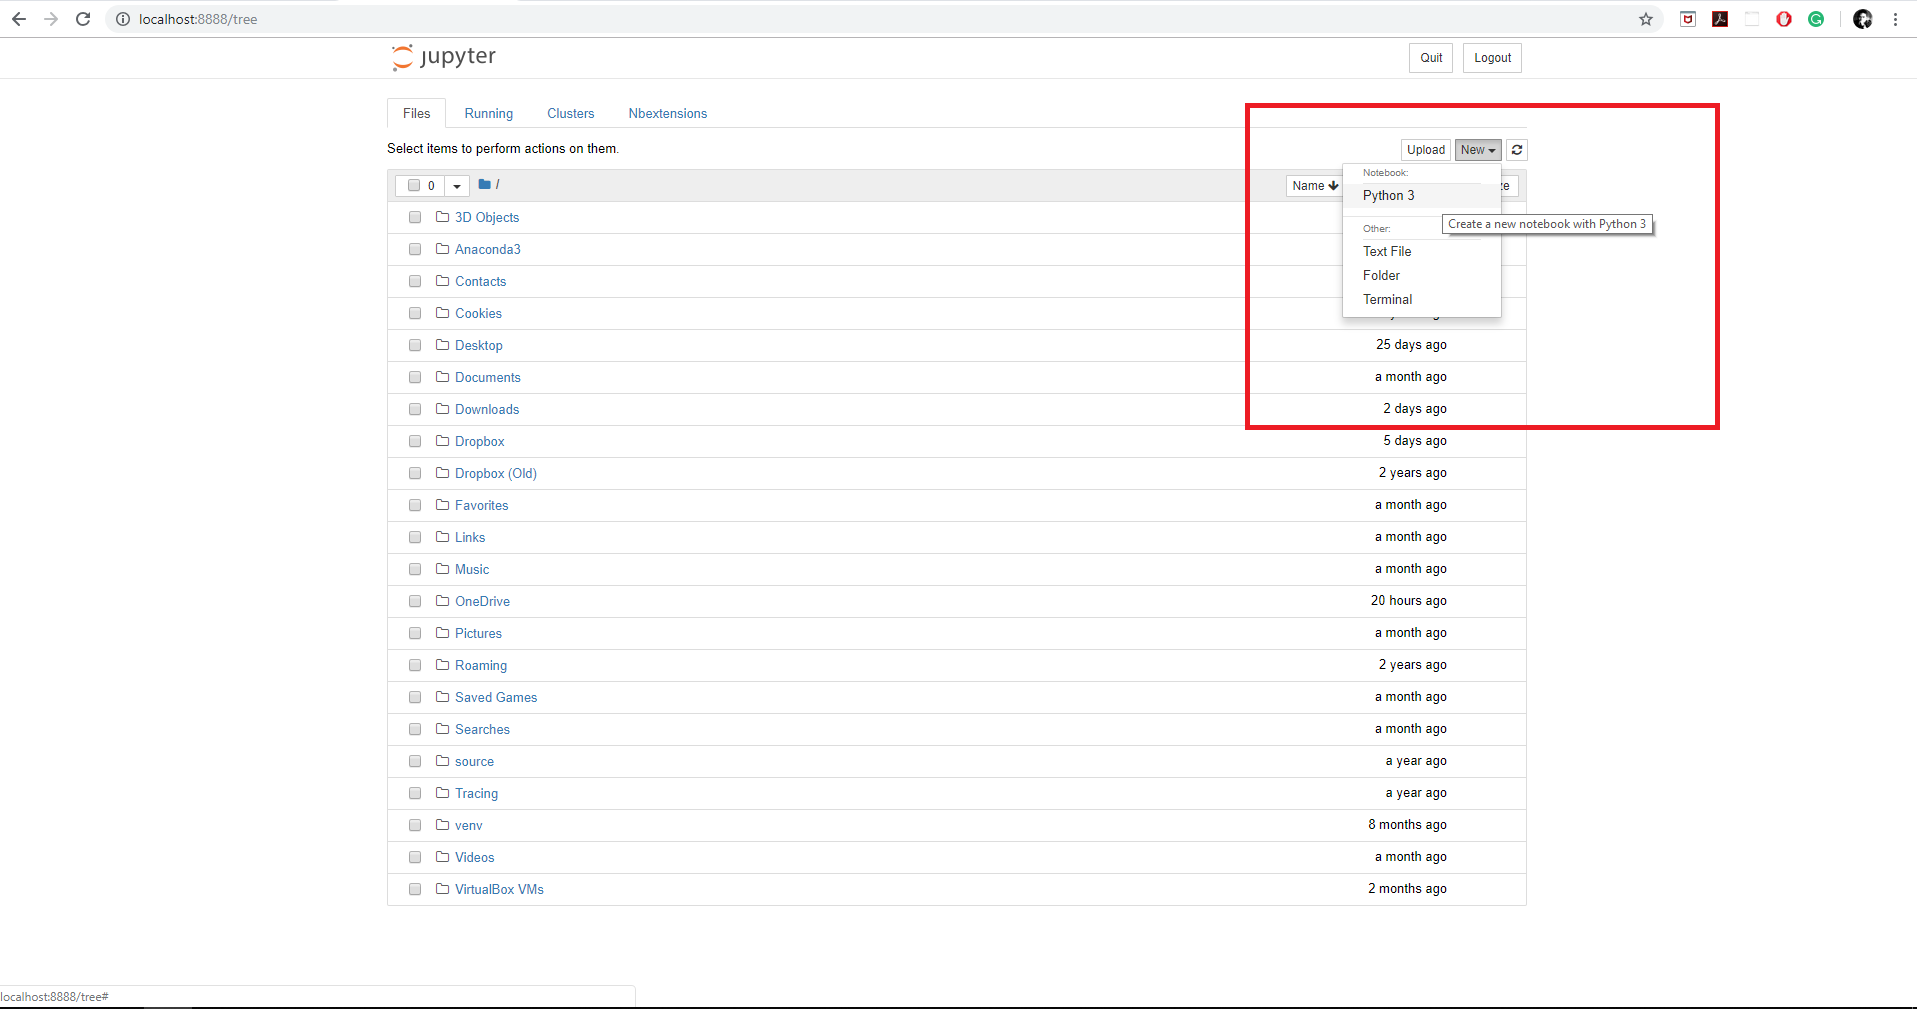 localhost:8888/tree
jupyter
Quit Logout
Files Running Clusters Nbextensions
Select items to perform actions on them.
Upload New
0 / Name
Notebook:
Python 3
Create a new notebook with Python 3
Other:
Text File
Folder
Terminal
3D Objects
Anaconda3
Contacts
Cookies
Desktop 25 days ago
Documents a month ago
Downloads 2 days ago
Dropbox 5 days ago
Dropbox (Old) 2 years ago
Favorites a month ago
Links a month ago
Music a month ago
OneDrive 20 hours ago
Pictures a month ago
Roaming 2 years ago
Saved Games a month ago
Searches a month ago
source a year ago
Tracing a year ago
venv 8 months ago
Videos a month ago
VirtualBox VMs 2 months ago
localhost:8888/tree#